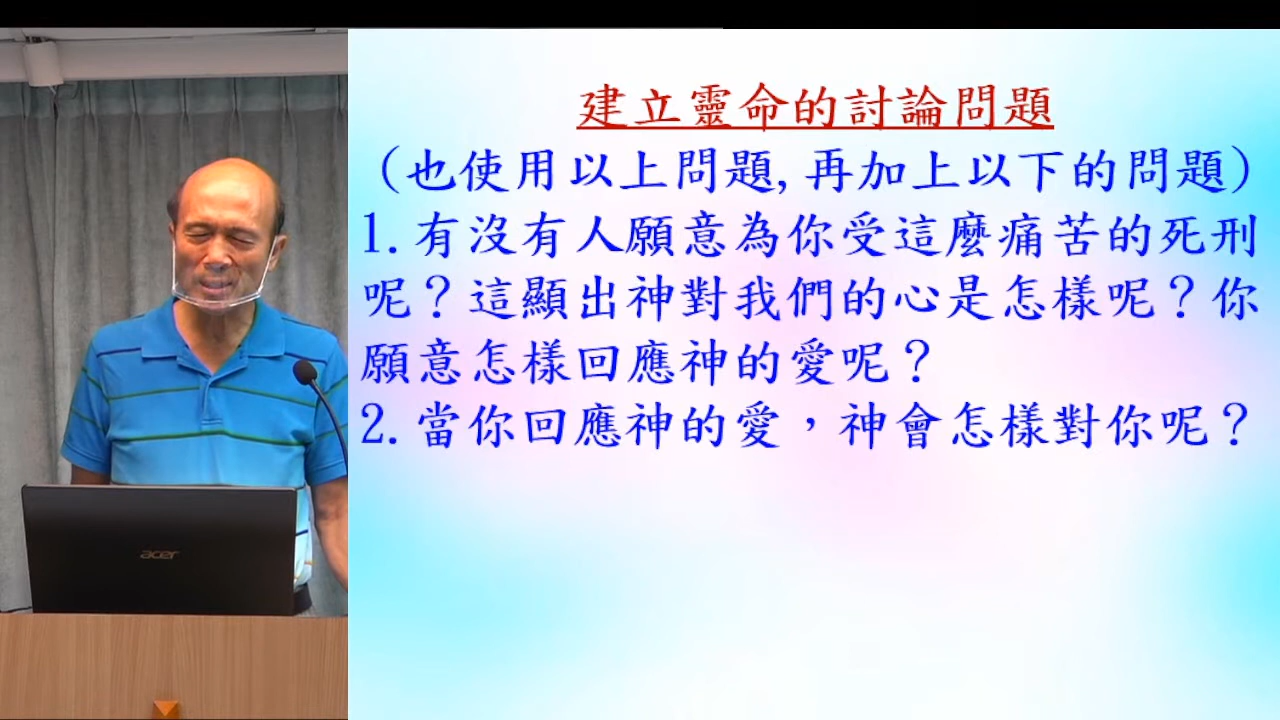 建立靈命的討論問題
(也使用以上問題,再加上以下的問題)
1.有沒有人願意為你受這麼痛苦的死刑
呢？這顯出神對我們的心是怎樣呢？你
願意怎樣回應神的愛呢？
2.當你回應神的愛，神會怎樣對你呢？
acer